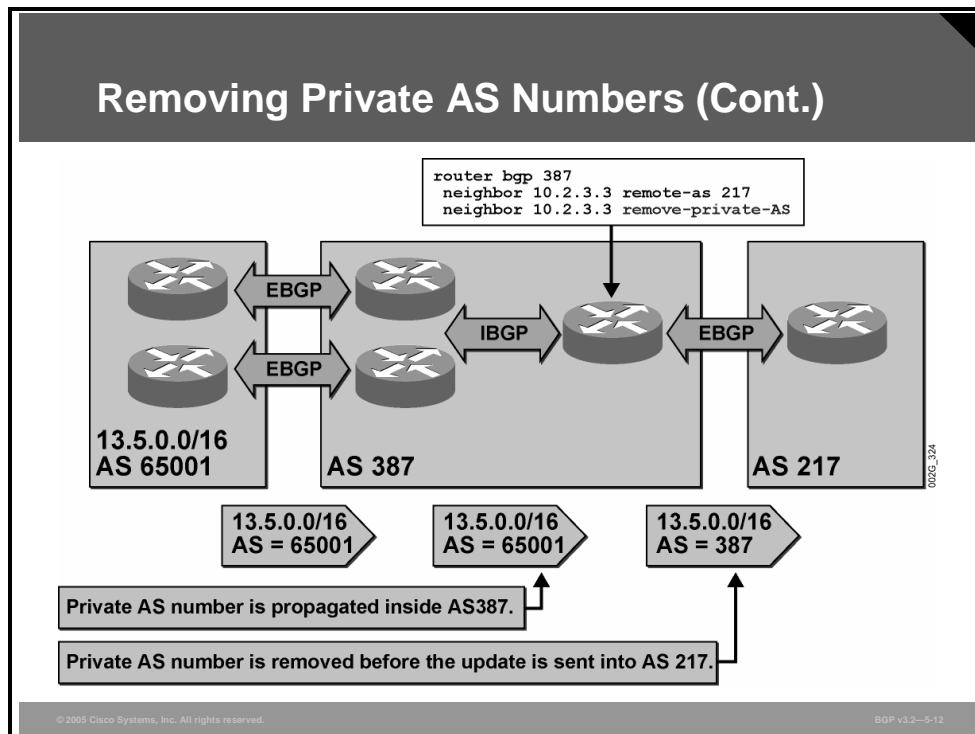 Removing Private AS Numbers (Cont.)
router bgp 387
neighbor 10.2.3.3 remote-as 217
neighbor 10.2.3.3 remove-private-AS
EBGP
EBGP
IBGP
EBGP
13.5.0.0/16
AS 65001
AS 387
AS 217
002G_324
13.5.0.0/16
AS = 65001
13.5.0.0/16
AS = 65001
13.5.0.0/16
AS = 387
Private AS number is propagated inside AS387.
Private AS number is removed before the update is sent into AS 217.
© 2005 Cisco Systems, Inc. All rights reserved.
BGP v3.2—5-12